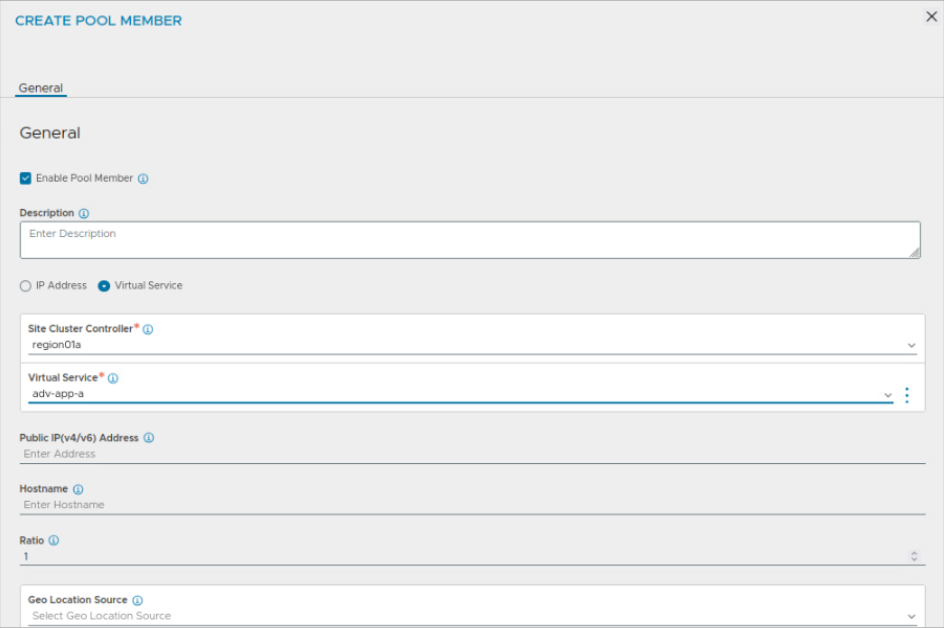 CREATE POOL MEMBER
General
General
Enable Pool Member
Description
Enter Description
IP Address Virtual Service
Site Cluster Controller*
region01a
Virtual Service*
adv-app-a
Public IP(v4/v6) Address
Enter Address
Hostname
Enter Hostname
Ratio
1
Geo Location Source
Select Geo Location Source